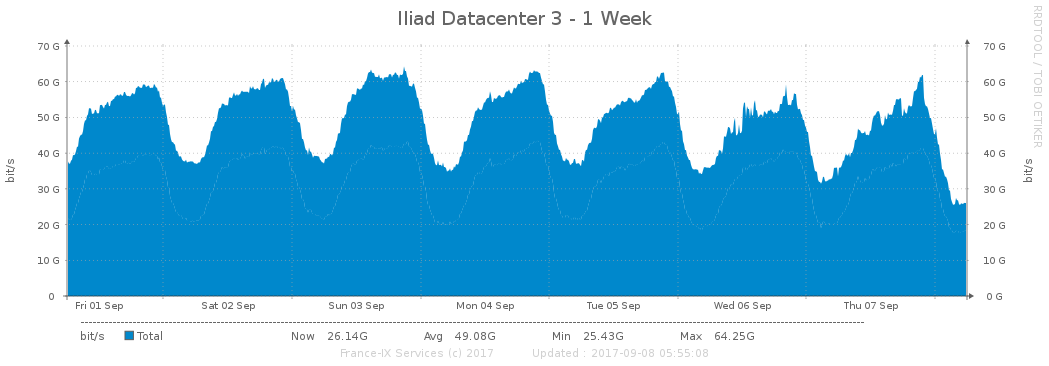 Iliad Datacenter 3 - 1 Week
RRDTOOL / TOBI OETIKER
70 G 70 G
60 G 60 G
50 G 50 G
40 G 40 G
30 G 30 G
20 G 20 G
10 G 10 G
0 0 G
bit/s
bit/s
Fri 01 Sep Sat 02 Sep Sun 03 Sep Mon 04 Sep Tue 05 Sep Wed 06 Sep Thu 07 Sep
bit/s Total Now 26.14G Avg 49.08G Min 25.43G Max 64.25G
France-IX Services (c) 2017 Updated : 2017-09-08 05:55:08